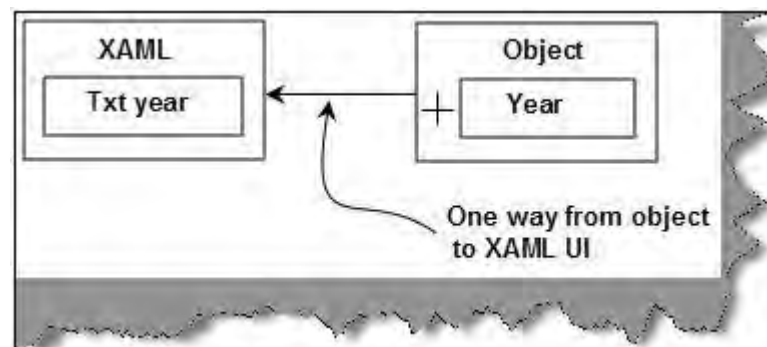 XAML
Txt year
Object
Year
One way from object
to XAML UI